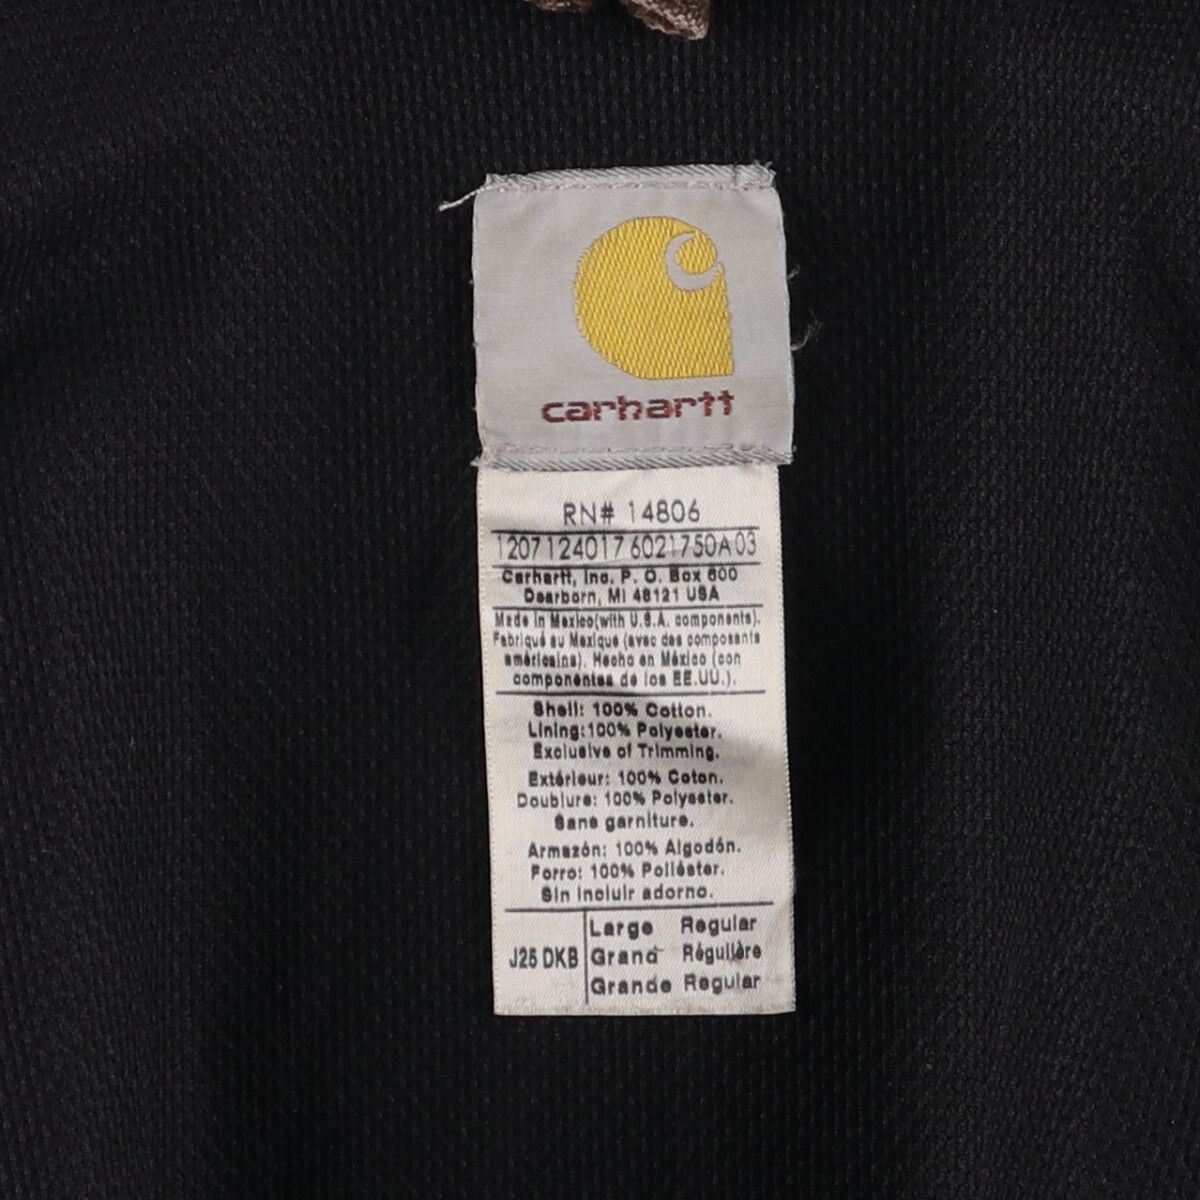 carhartt
RN# 14806
1207124017 6021750A 03
Carhartt, Inc. P. O. Box 600
Dearborn, MI 48121 USA
Made in Mexico(with U.S.A. components).
Fabriqué au Mexique (avec des composants
américains). Hecho en México (con
componentes de los EE.UU.).
Shell: 100% Cotton.
Lining:100% Polyester.
Exclusive of Trimming.
Extérieur: 100% Coton.
Doublure: 100% Polyester.
Sans garniture.
Armazón: 100% Algodón.
Forro: 100% Poliéster.
Sin incluir adorno.
J25 DKB
Large Regular
Grand Régulière
Grande Regular